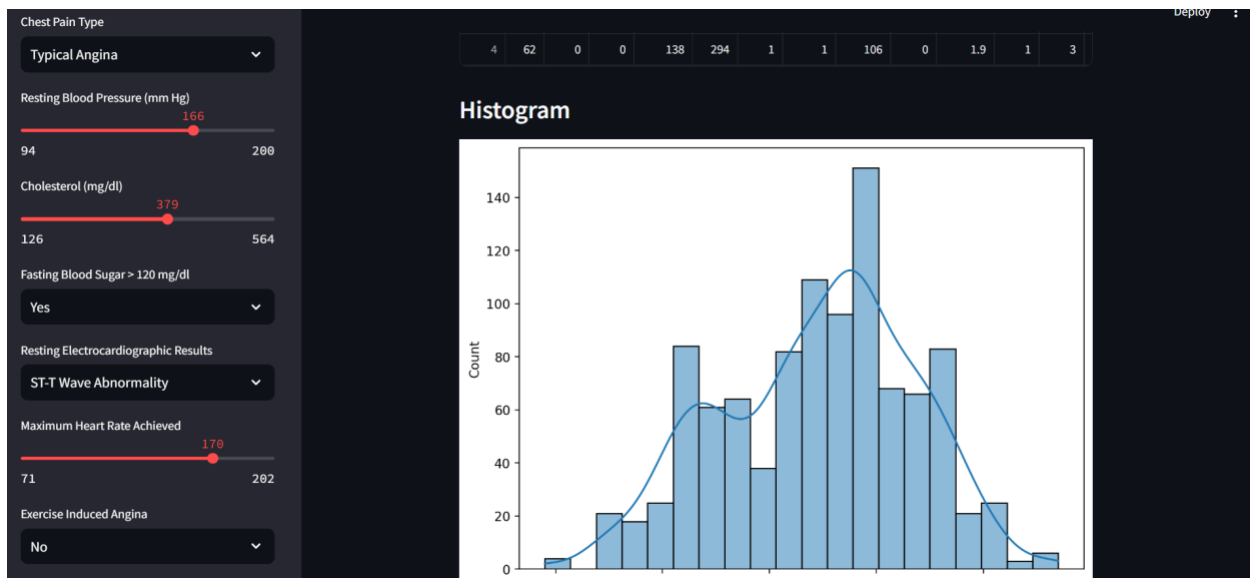 Deploy
Chest Pain Type
Typical Angina
Resting Blood Pressure (mm Hg)
166
94 200
Cholesterol (mg/dl)
379
126 564
Fasting Blood Sugar > 120 mg/dl
Yes
Resting Electrocardiographic Results
ST-T Wave Abnormality
Maximum Heart Rate Achieved
170
71 202
Exercise Induced Angina
No
4 62 0 0 138 294 1 1 106 0 1.9 1 3
Histogram
140
120
100
80
60
40
20
0
Count